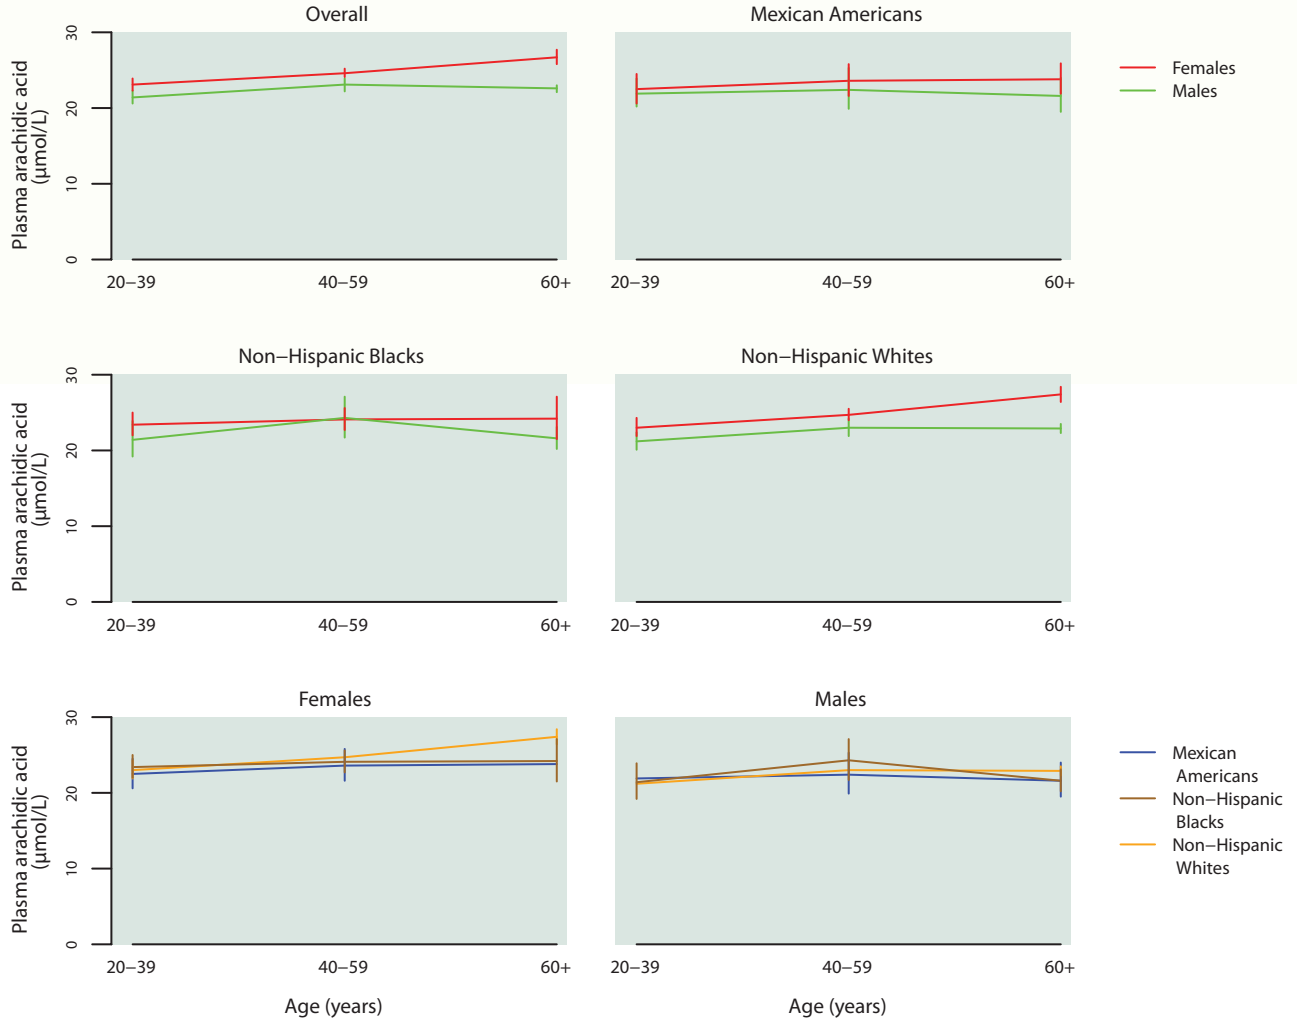 Overall
Mexican Americans
Plasma arachidic acid
(µmol/L)
30
20
10
0
20−39
40−59
60+
20−39
40−59
60+
Females
Males
Non−Hispanic Blacks
Non−Hispanic Whites
Plasma arachidic acid
(µmol/L)
30
20
10
0
20−39
40−59
60+
20−39
40−59
60+
Females
Males
Plasma arachidic acid
(µmol/L)
30
20
10
0
20−39
40−59
60+
20−39
40−59
60+
Age (years)
Age (years)
Mexican
Americans
Non−Hispanic
Blacks
Non−Hispanic
Whites